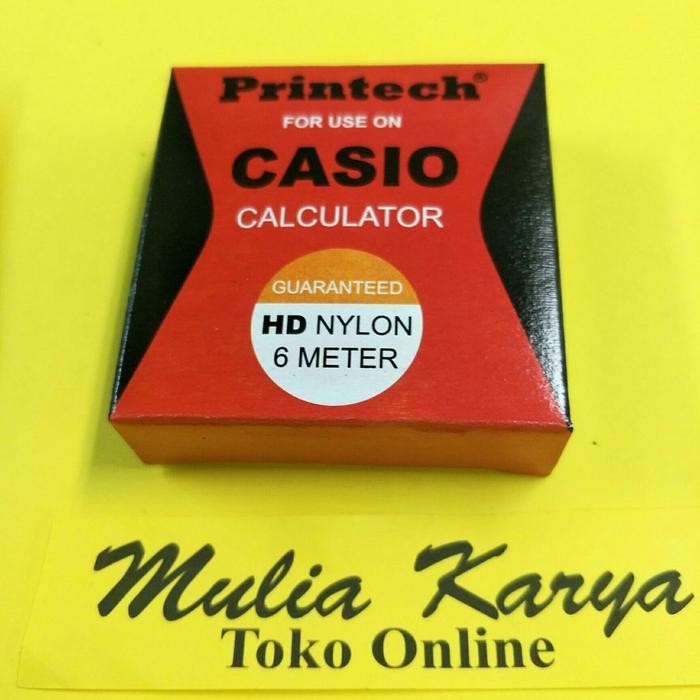 Printech®
FOR USE ON
CASIO
CALCULATOR
GUARANTEED
HD NYLON
6 METER
Mulia Karya
Toko Online